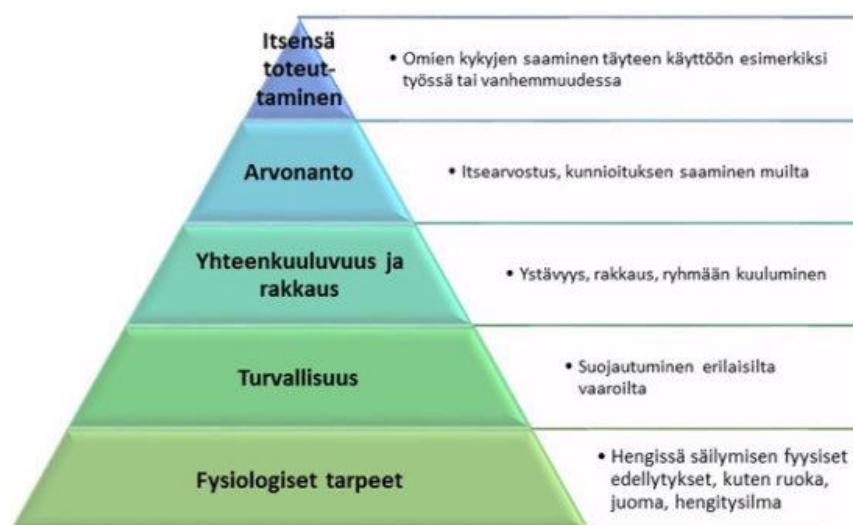 Itsensä
toteut-
taminen
• Omien kykyjen saaminen täyteen käyttöön esimerkiksi
työssä tai vanhemmuudessa
Arvonanto
• Itsearvostus, kunnioituksen saaminen muilta
Yhteenkuuluvuus ja
rakkaus
• Ystävyys, rakkaus, ryhmään kuuluminen
Turvallisuus
• Suojautuminen erilaisilta
vaaroilta
Fysiologiset tarpeet
• Hengissä säilymisen fyysiset
edellytykset, kuten ruoka,
juoma, hengitysilma